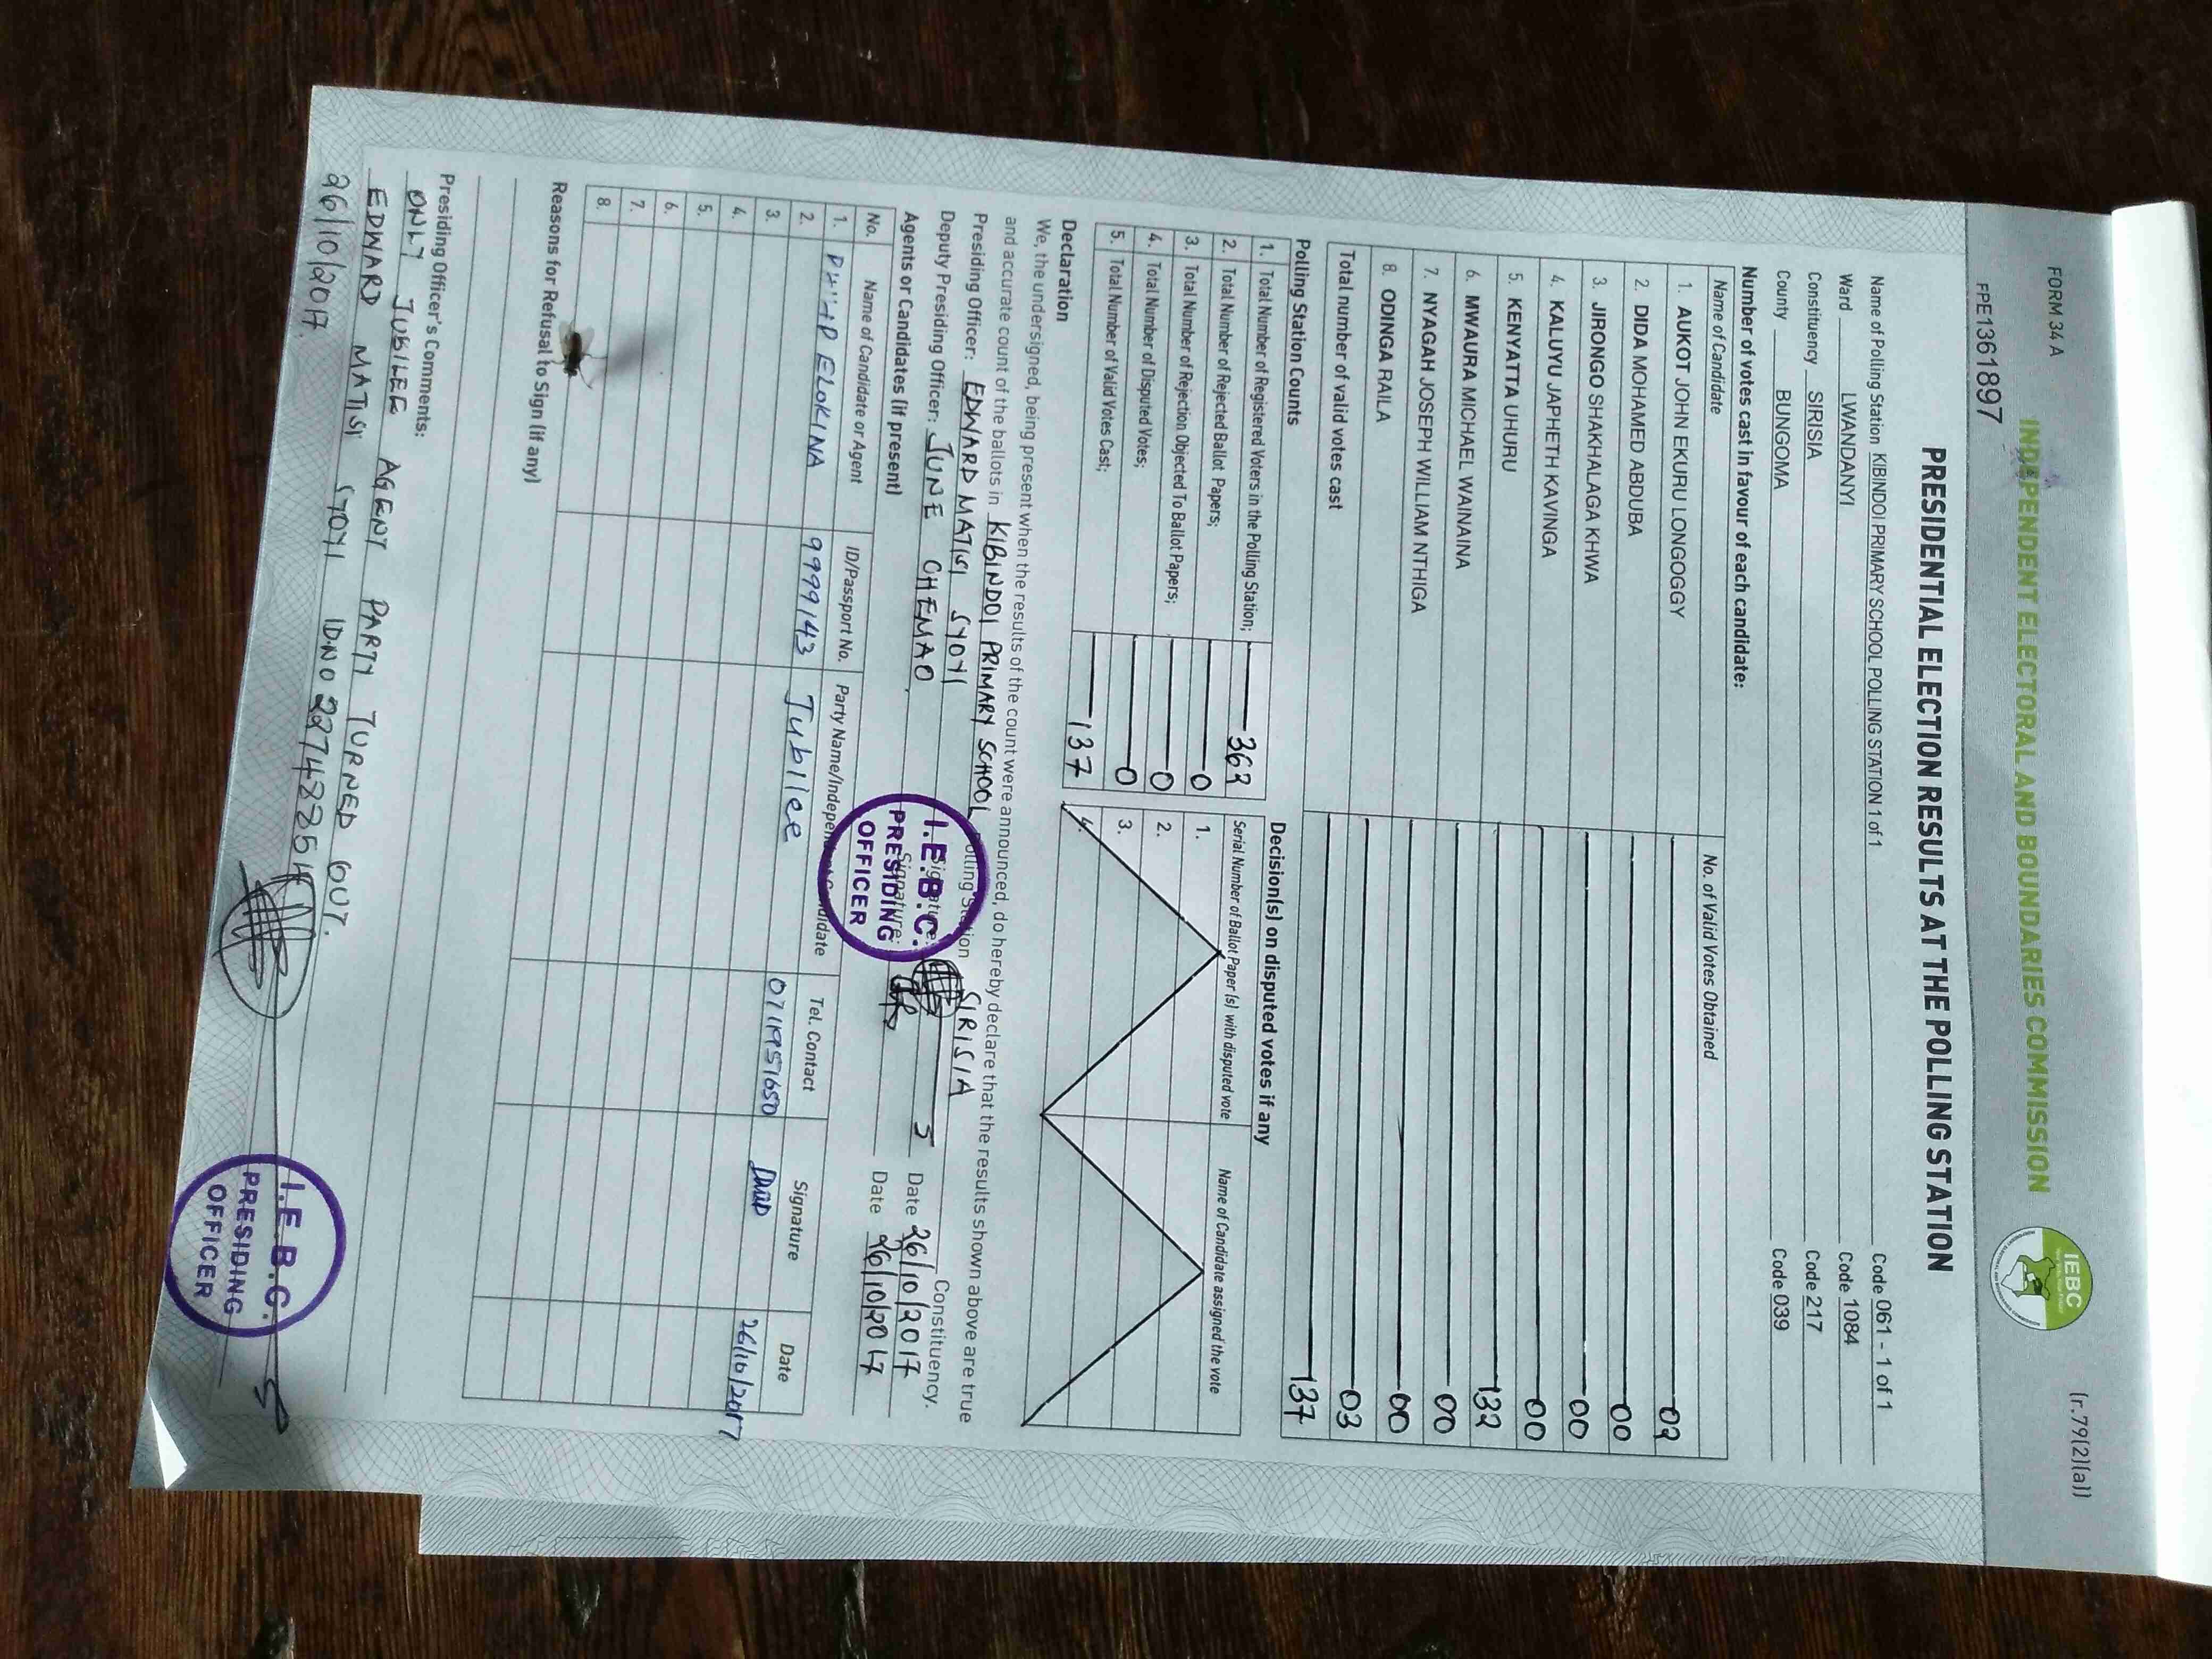 FORM 34 A
(r.79(2)(a))
INDEPENDENT ELECTORAL AND BOUNDARIES COMMISSION
IEBC
FPE1361897
PRESIDENTIAL ELECTION RESULTS AT THE POLLING STATION
Name of Polling Station KIBINDOI PRIMARY SCHOOL POLLING STATION 1 of 1 Code 061 - 1 of 1
Ward LWANDANYI Code 1084
Constituency SIRISIA Code 217
County BUNGOMA Code 039
Number of votes cast in favour of each candidate:
Name of Candidate No. of Valid Votes Obtained
1. AUKOT JOHN EKURU LONGOGGY 02
2. DIDA MOHAMED ABDUBA 00
3. JIRONGO SHAKHALAGA KHWA 00
4. KALUYU JAPHETH KAVINGA 00
5. KENYATTA UHURU 132
6. MWAURA MICHAEL WAINAINA 00
7. NYAGAH JOSEPH WILLIAM NTHIGA 00
8. ODINGA RAILA 03
Total number of valid votes cast 137
Polling Station Counts
1. Total Number of Registered Voters in the Polling Station; 363
2. Total Number of Rejected Ballot Papers; 0
3. Total Number of Rejection Objected To Ballot Papers; 0
4. Total Number of Disputed Votes; 0
5. Total Number of Valid Votes Cast; 137
Decision(s) on disputed votes if any
Serial Number of Ballot Paper (s) with disputed vote Name of Candidate assigned the vote
1.
2.
3.
4.
Declaration
We, the undersigned, being present when the results of the count were announced, do hereby declare that the results shown above are true
and accurate count of the ballots in KIBINDOI PRIMARY SCHOOL Polling Station SIRISIA Constituency.
Presiding Officer: EDWARD MATISI SYOYI Signature: Date 26/10/2017
Deputy Presiding Officer: JUNE CHEMAO Signature: Date 26/10/2017
I.E.B.C.
PRESIDING
OFFICER
Agents or Candidates (if present)
No. Name of Candidate or Agent ID/Passport No. Party Name/Independent Candidate Tel. Contact Signature Date
1. ELOKINA 9999143 Jubilee 0711951650 26/10/2017
2.
3.
4.
5.
6.
7.
8.
Reasons for Refusal to Sign (if any)
Presiding Officer's Comments:
ONLY JUBILEE AGENT PARTY TURNED OUT.
EDWARD MATISI SYOYI ID.NO
26/10/2017.
I.E.B.C.
PRESIDING
OFFICER